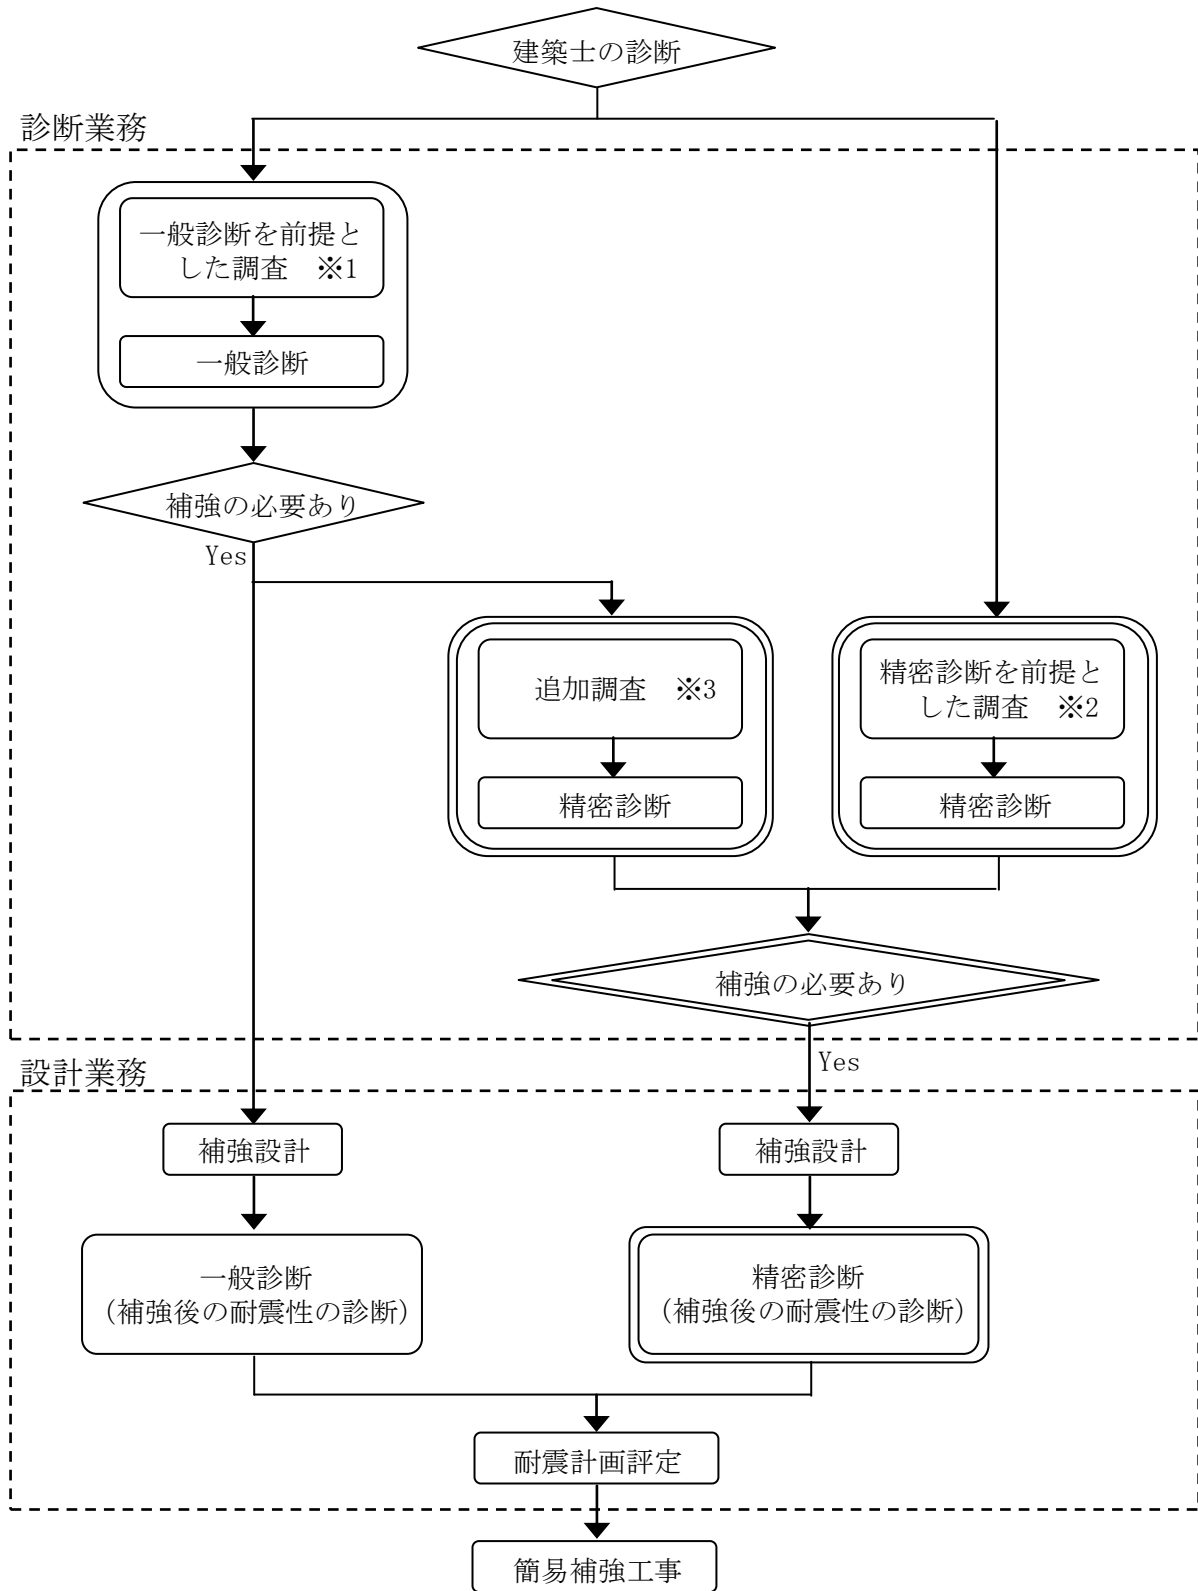 建築士の診断
診断業務
一般診断を前提と
した調査　※1
一般診断
補強の必要あり
Yes
追加調査　※3
精密診断
精密診断を前提と
した調査　※2
精密診断
補強の必要あり
Yes
設計業務
補強設計
一般診断
（補強後の耐震性の診断）
補強設計
精密診断
（補強後の耐震性の診断）
耐震計画評定
簡易補強工事